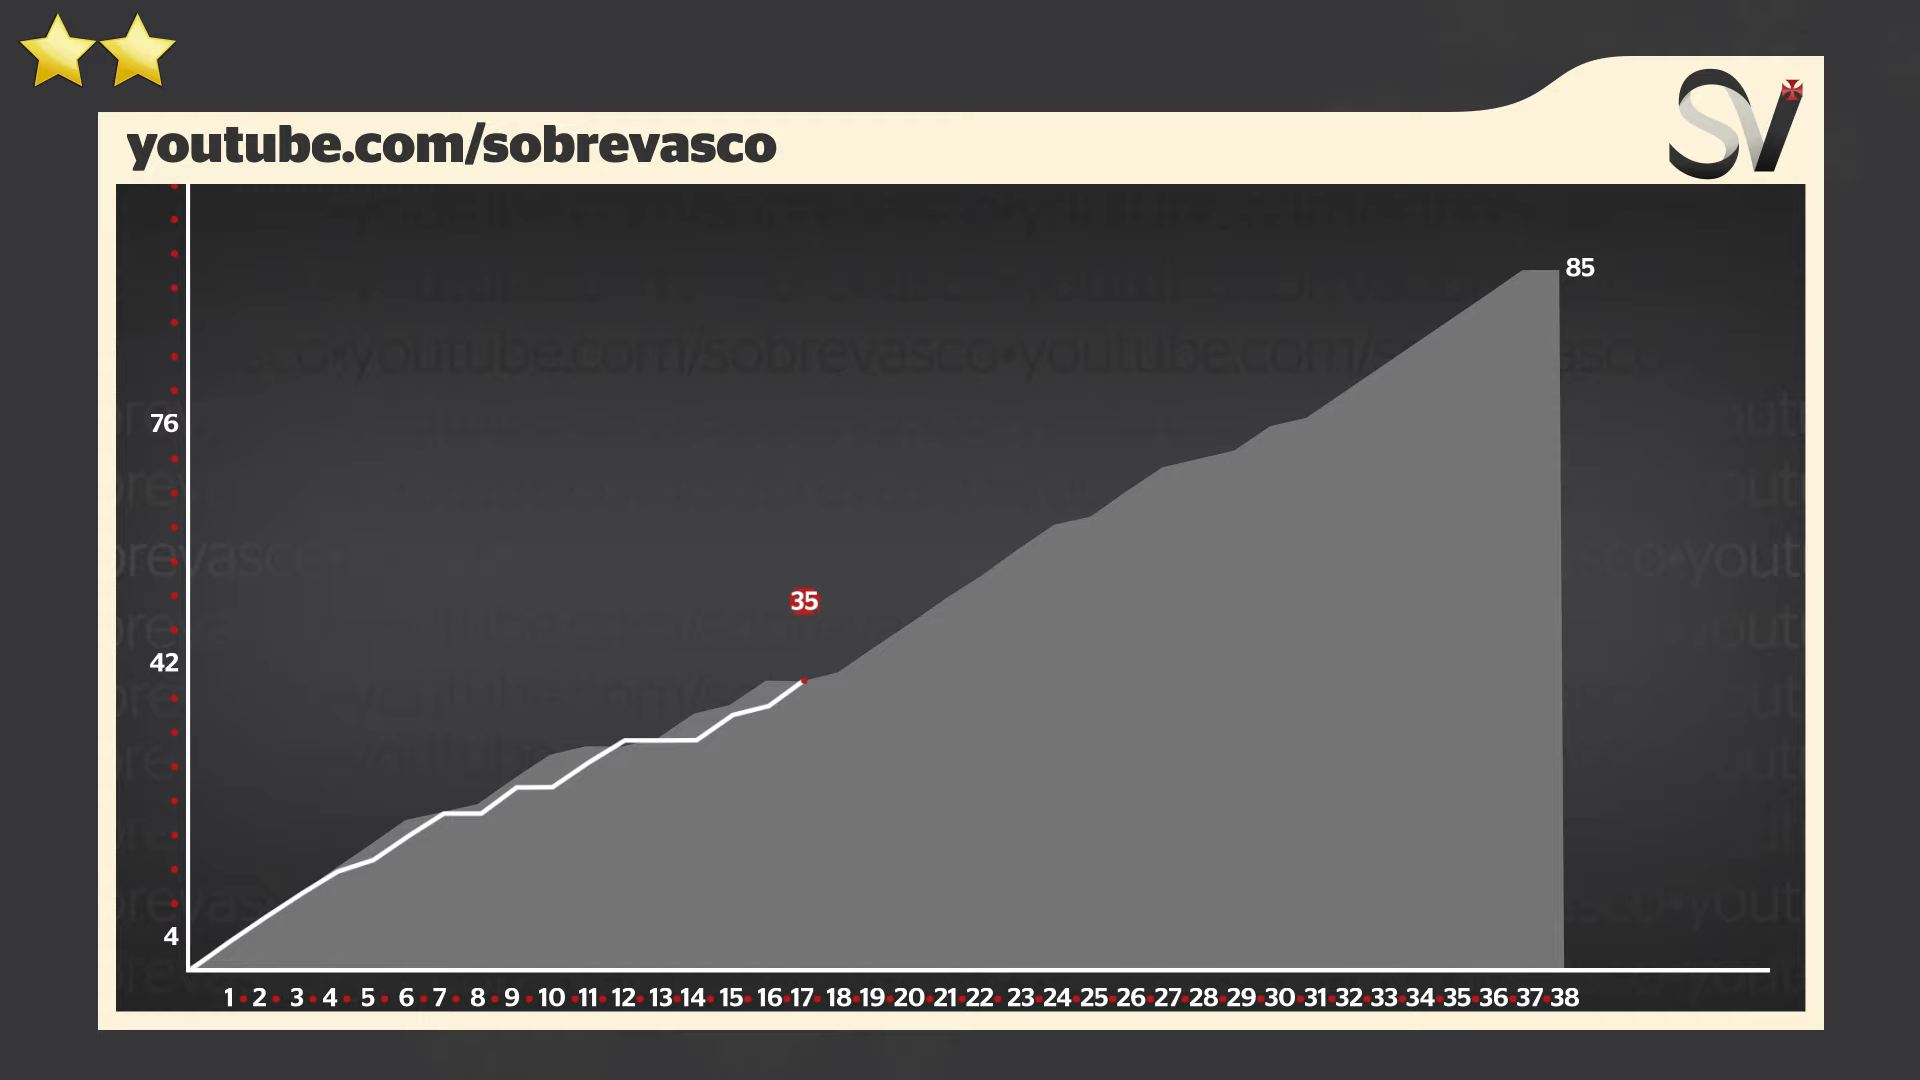 youtube.com/sobrevasco
SV
85
76
35
42
4
1 • 2 • 3 • 4 • 5 • 6 • 7 • 8 • 9 • 10 • 11 • 12 • 13 • 14 • 15 • 16 • 17 • 18 • 19 • 20 • 21 • 22 • 23 • 24 • 25 • 26 • 27 • 28 • 29 • 30 • 31 • 32 • 33 • 34 • 35 • 36 • 37 • 38